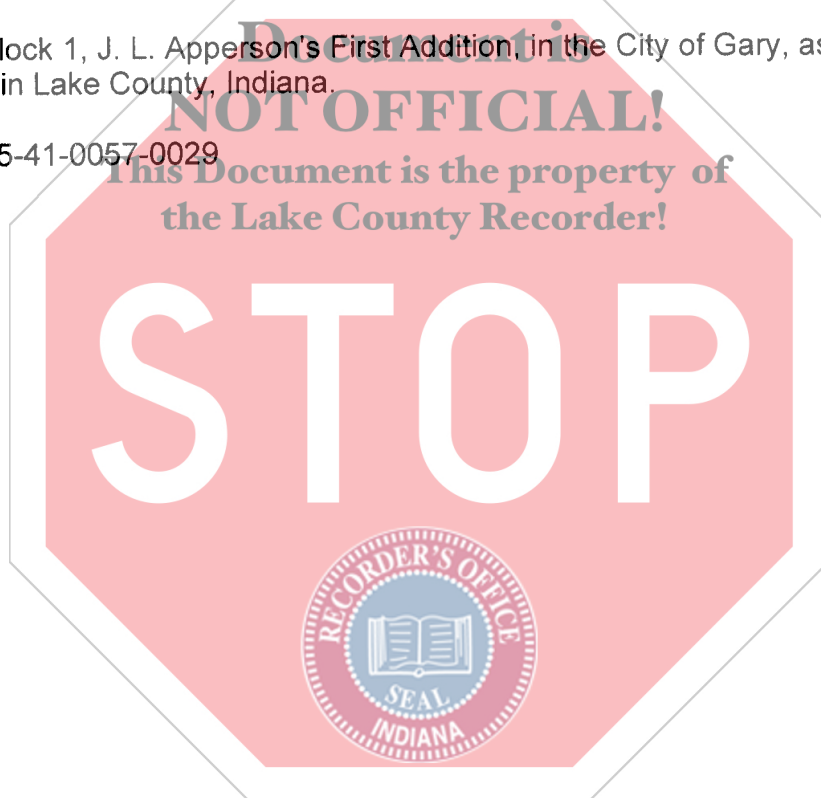 Document is
lock 1, J. L. Apperson's First Addition, in the City of Gary, as
in Lake County, Indiana.
NOT OFFICIAL!
5-41-0057-0029
This Document is the property of
the Lake County Recorder!
STOP
RECORDER'S OFFICE
SEAL
INDIANA